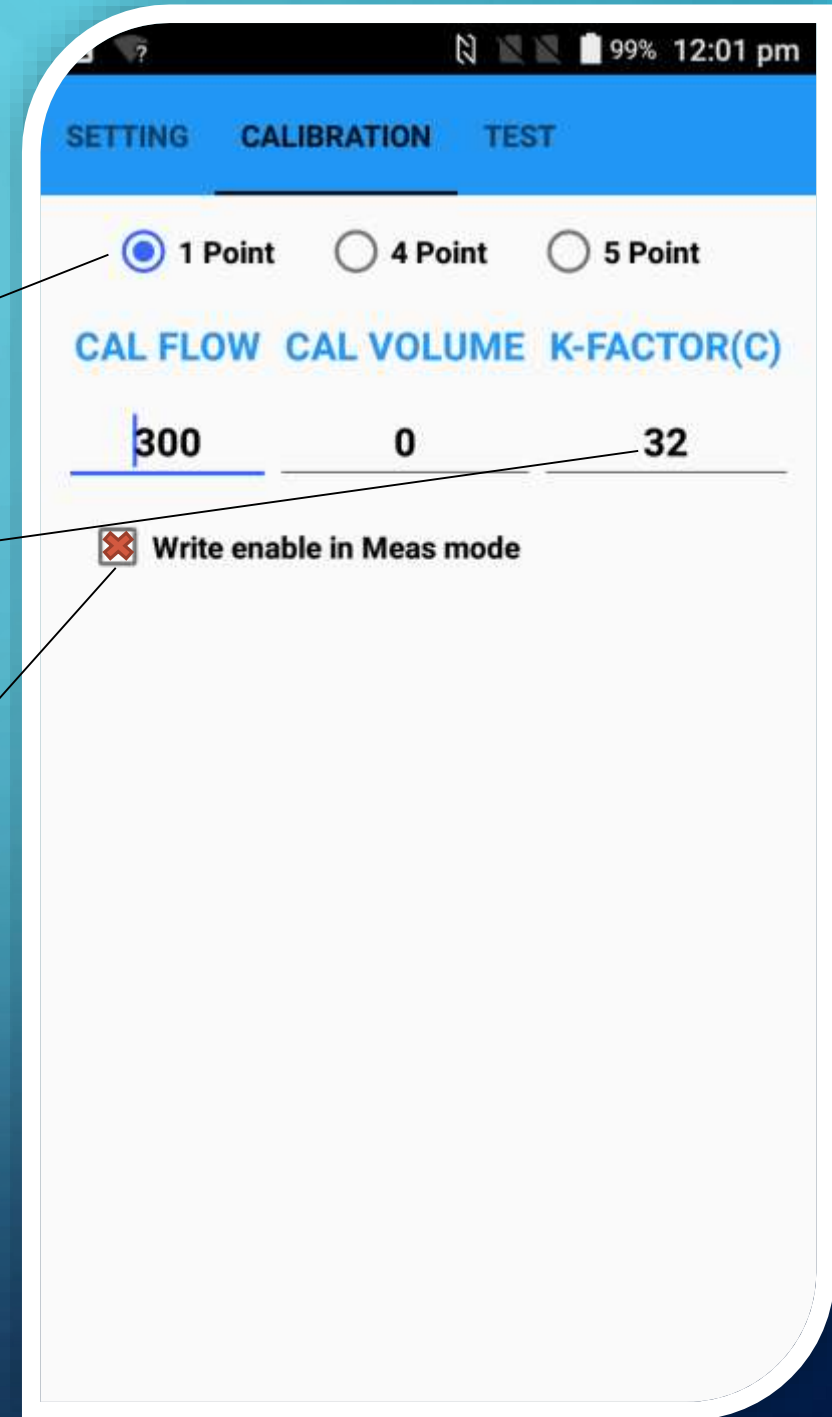 ? 99% 12:01 pm
SETTING CALIBRATION TEST
1 Point 4 Point 5 Point
CAL FLOW CAL VOLUME K-FACTOR(C)
300 0 32
Write enable in Meas mode